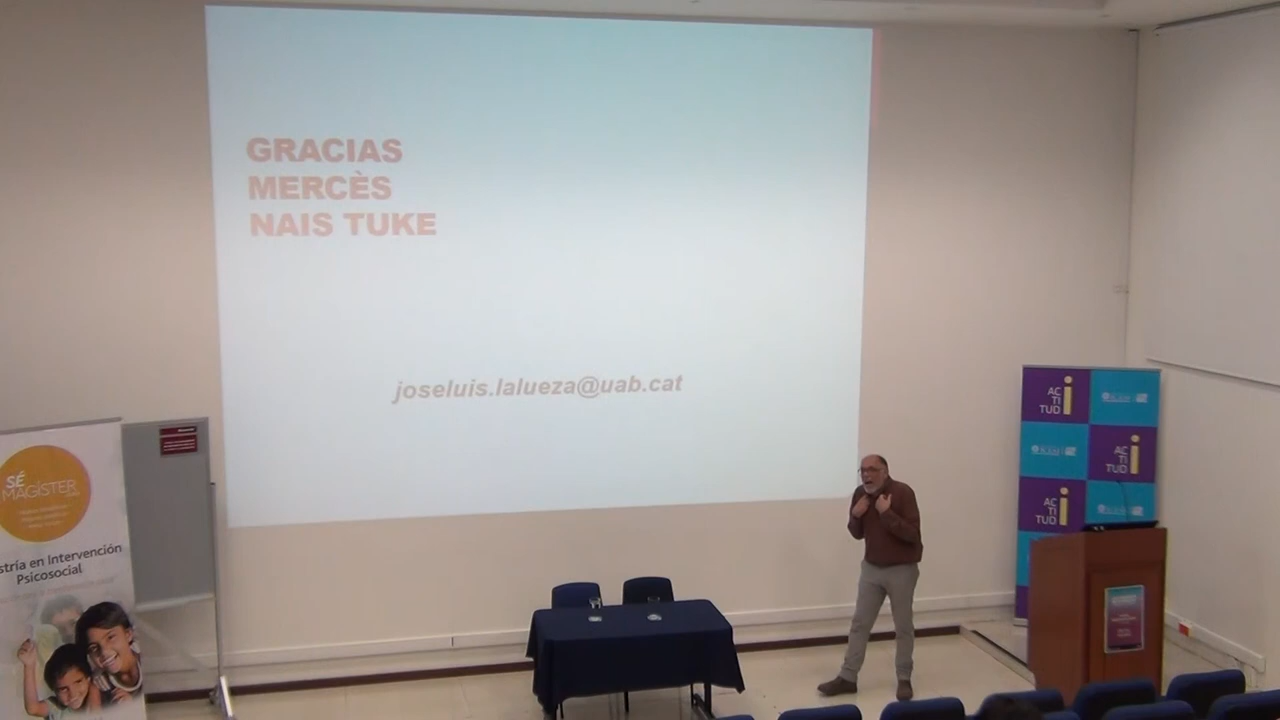 GRACIAS
MERCÈS
NAIS TUKE
joseluis.lalueza@uab.cat
SÉ
MAGÍSTER
stría en Intervención
Psicosocial
AC
TI
TUD
i
AC
TI
TUD
i
AC
TI
TUD
i